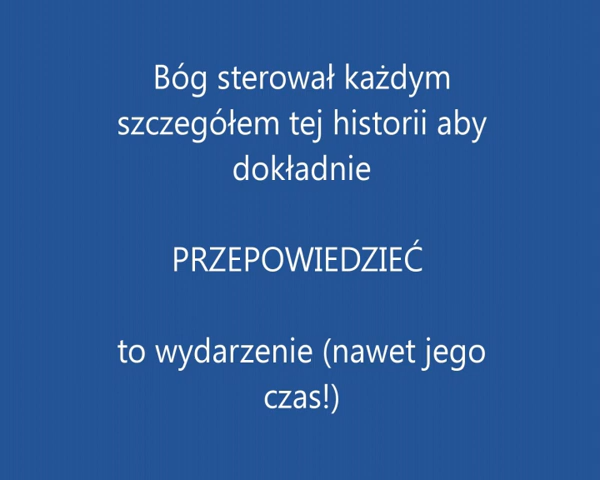 Bóg sterował każdym
szczegółem tej historii aby
dokładnie
PRZEPOWIEDZIEĆ
to wydarzenie (nawet jego
czas!)